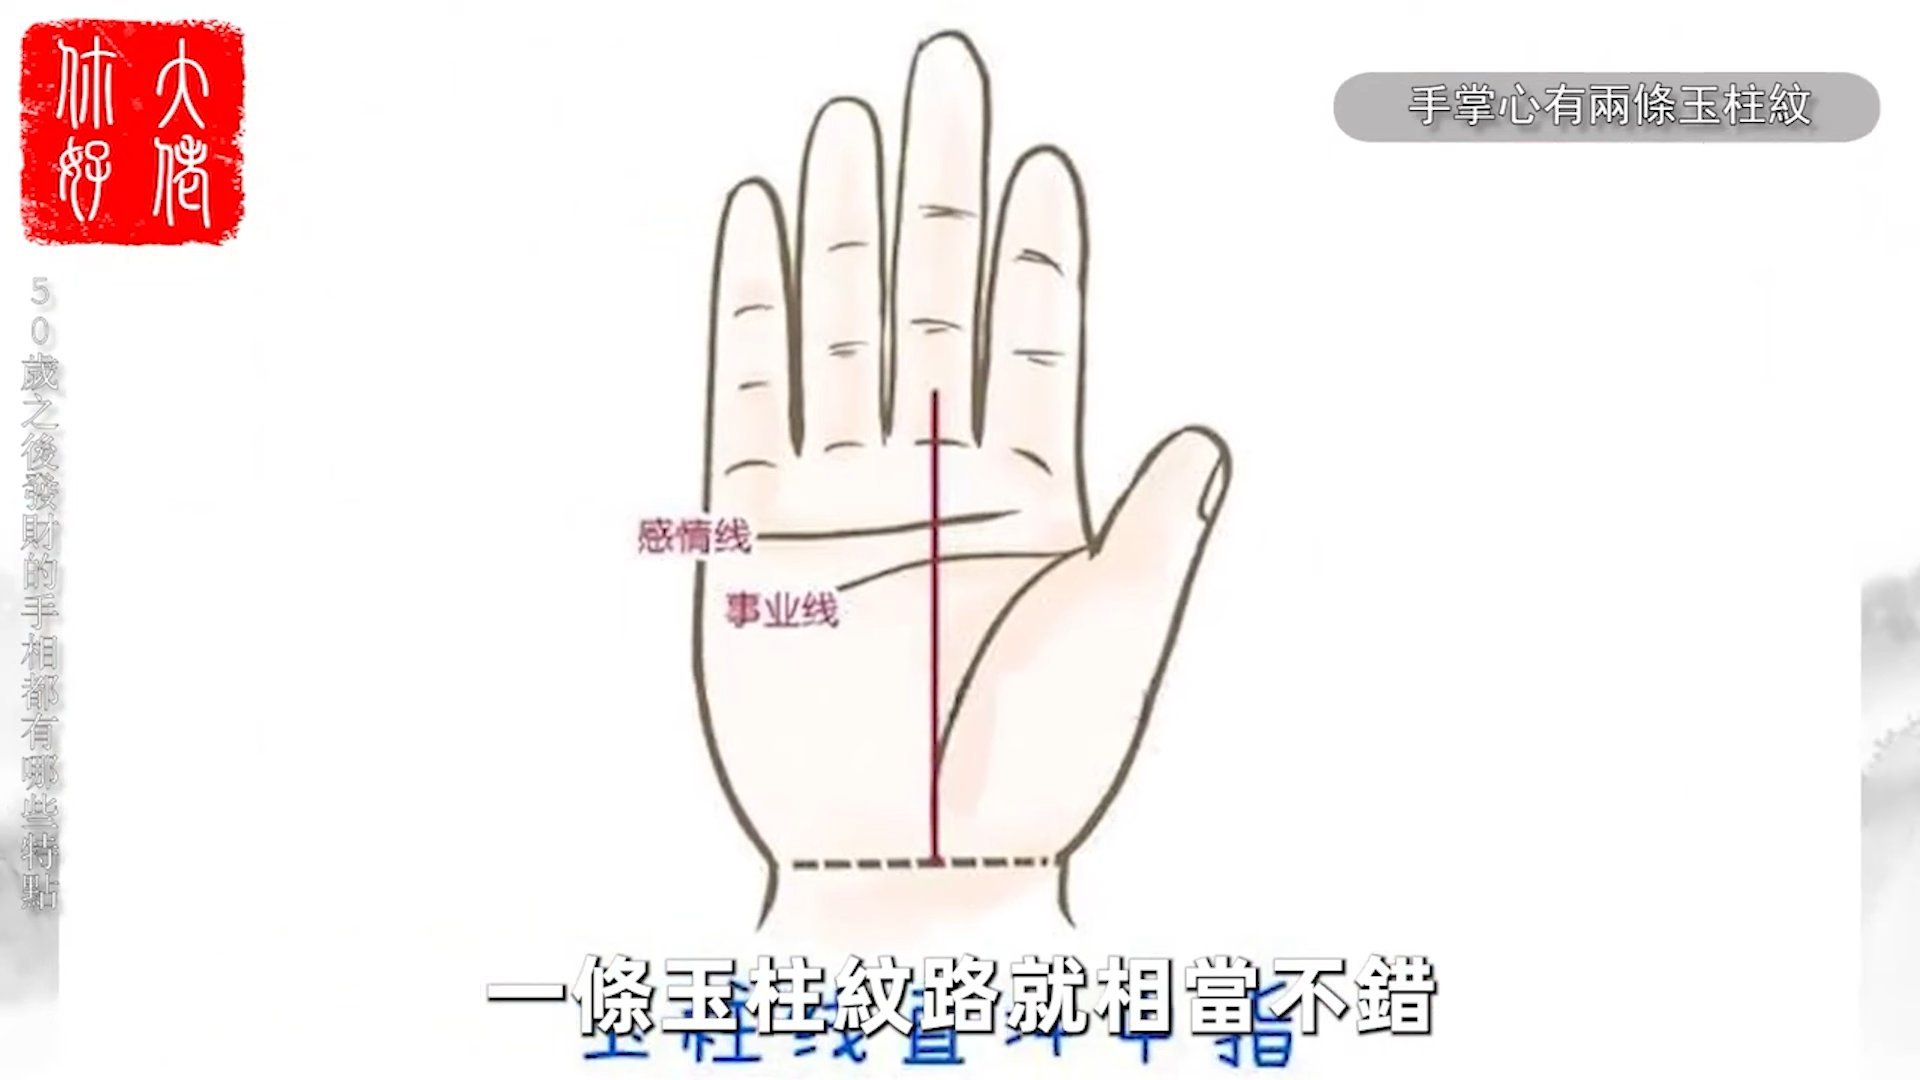 大佬
你好
手掌心有兩條玉柱紋
50歲之後發財的手相都有哪些特點
感情线
事业线
一條玉柱紋路就相當不錯